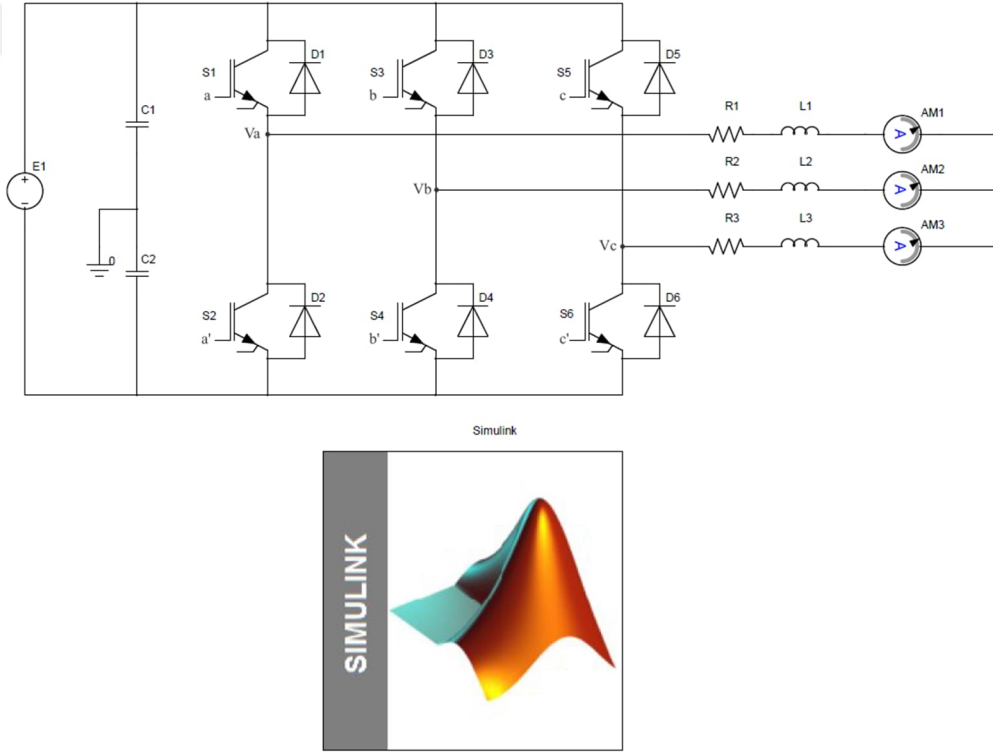 D1
D3
D5
S1
S3
S5
a
b
c
C1
R1
L1
AM1
A
Va
E1
R2
L2
AM2
A
Vb
R3
L3
AM3
A
Vc
0
C2
D2
D4
D6
S2
S4
S6
a'
b'
c'
Simulink
SIMULINK